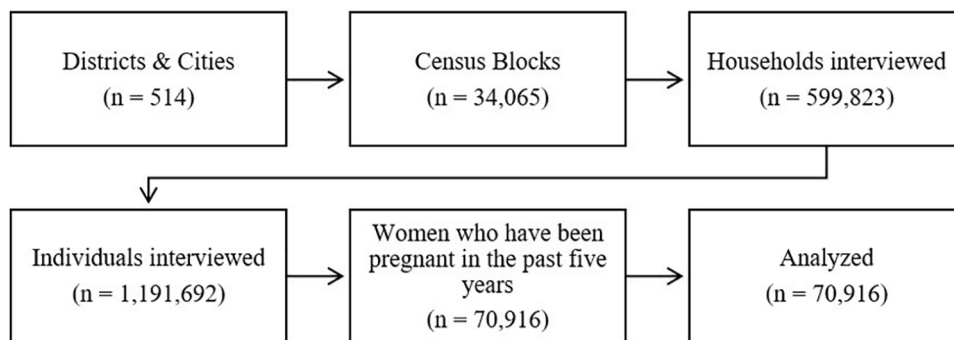 Districts & Cities
(n = 514)
Census Blocks
(n = 34,065)
Households interviewed
(n = 599,823)
Individuals interviewed
(n = 1,191,692)
Women who have been
pregnant in the past five
years
(n = 70,916)
Analyzed
(n = 70,916)